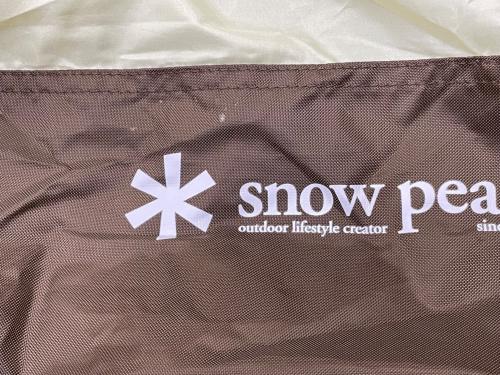 snow pea
outdoor lifestyle creator sinc